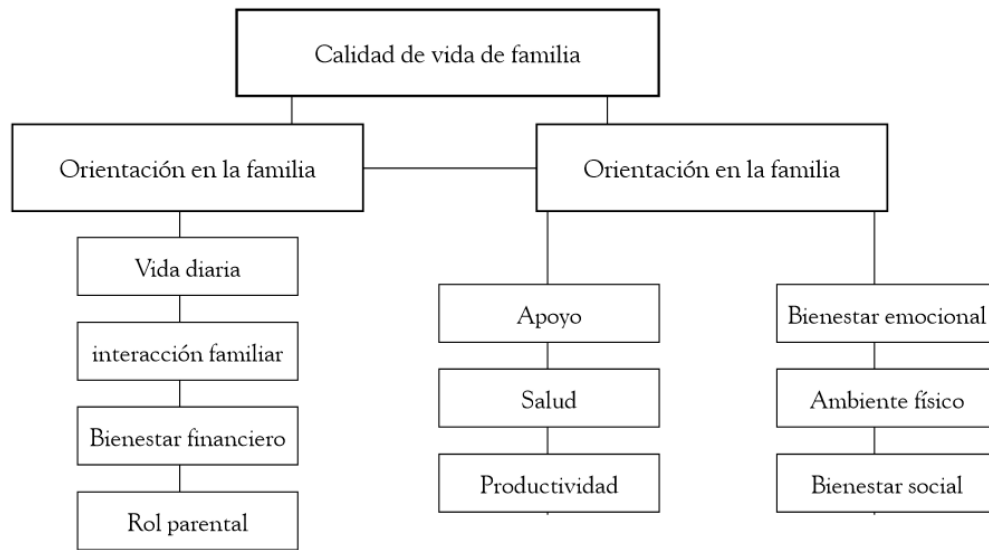 Calidad de vida de familia
Orientación en la familia
Orientación en la familia
Vida diaria
interacción familiar
Bienestar financiero
Rol parental
Apoyo
Salud
Productividad
Bienestar emocional
Ambiente físico
Bienestar social